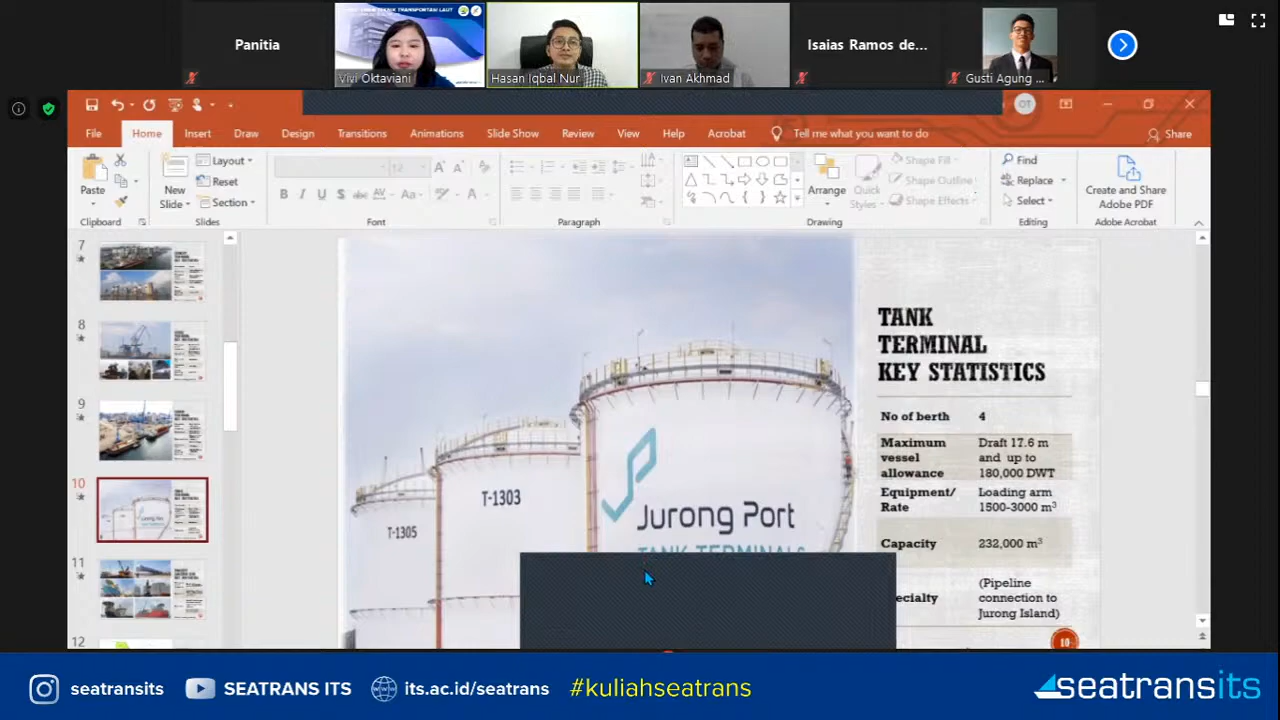 Panitia
Vivi Oktaviani
Hasan Iqbal Nur
Ivan Akhmad
Isaias Ramos de...
Gusti Agung ...
OT
File
Home
Insert
Draw
Design
Transitions
Animations
Slide Show
Review
View
Help
Acrobat
Tell me what you want to do
Share
Paste
New
Slide
Layout
Reset
Section
12
Aa
Arrange
Quick
Styles
Shape Fill
Shape Outline
Shape Effects
Find
Replace
Select
Create and Share
Adobe PDF
Clipboard
Slides
Font
Paragraph
Drawing
Editing
Adobe Acrobat
7
8
9
10
11
12
T-1305
T-1303
Jurong Port
TANK TERMINALS
TANK
TERMINAL
KEY STATISTICS
No of berth 4
Maximum vessel allowance Draft 17.6 m and up to 180,000 DWT
Equipment/ Rate Loading arm 1500-3000 m³
Capacity 232,000 m³
ecialty (Pipeline connection to Jurong Island)
10
seatransits
SEATRANS ITS
its.ac.id/seatrans
#kuliahseatrans
seatransits